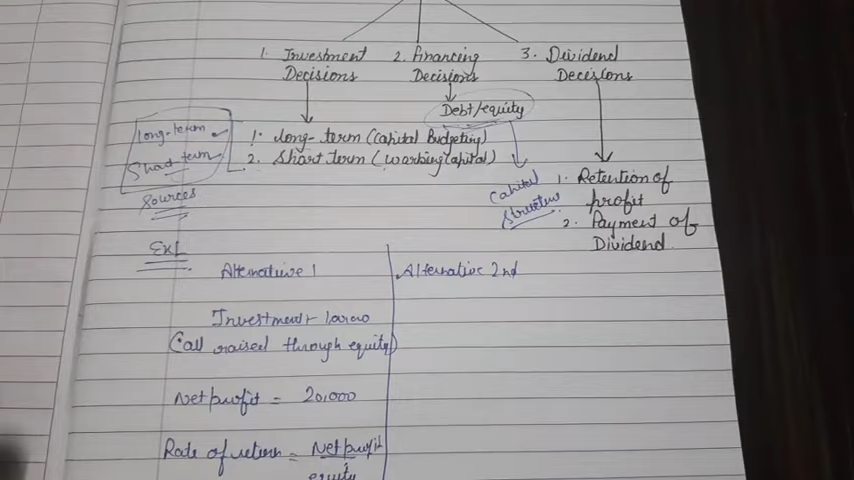 1. Investment Decisions
2. Financing Decisions
3. Dividend Decisions
Debt/equity
Long-term
Short-term
Sources
1. Long-term (Capital Budgeting)
2. Short term (working Capital)
Capital Structure
1. Retention of profit
2. Payment of Dividend
Ex1
Alternative 1
Alternative 2nd
Investment
(all raised through equity)
Net profit = 20,000
Rate of return = Net profit
equity